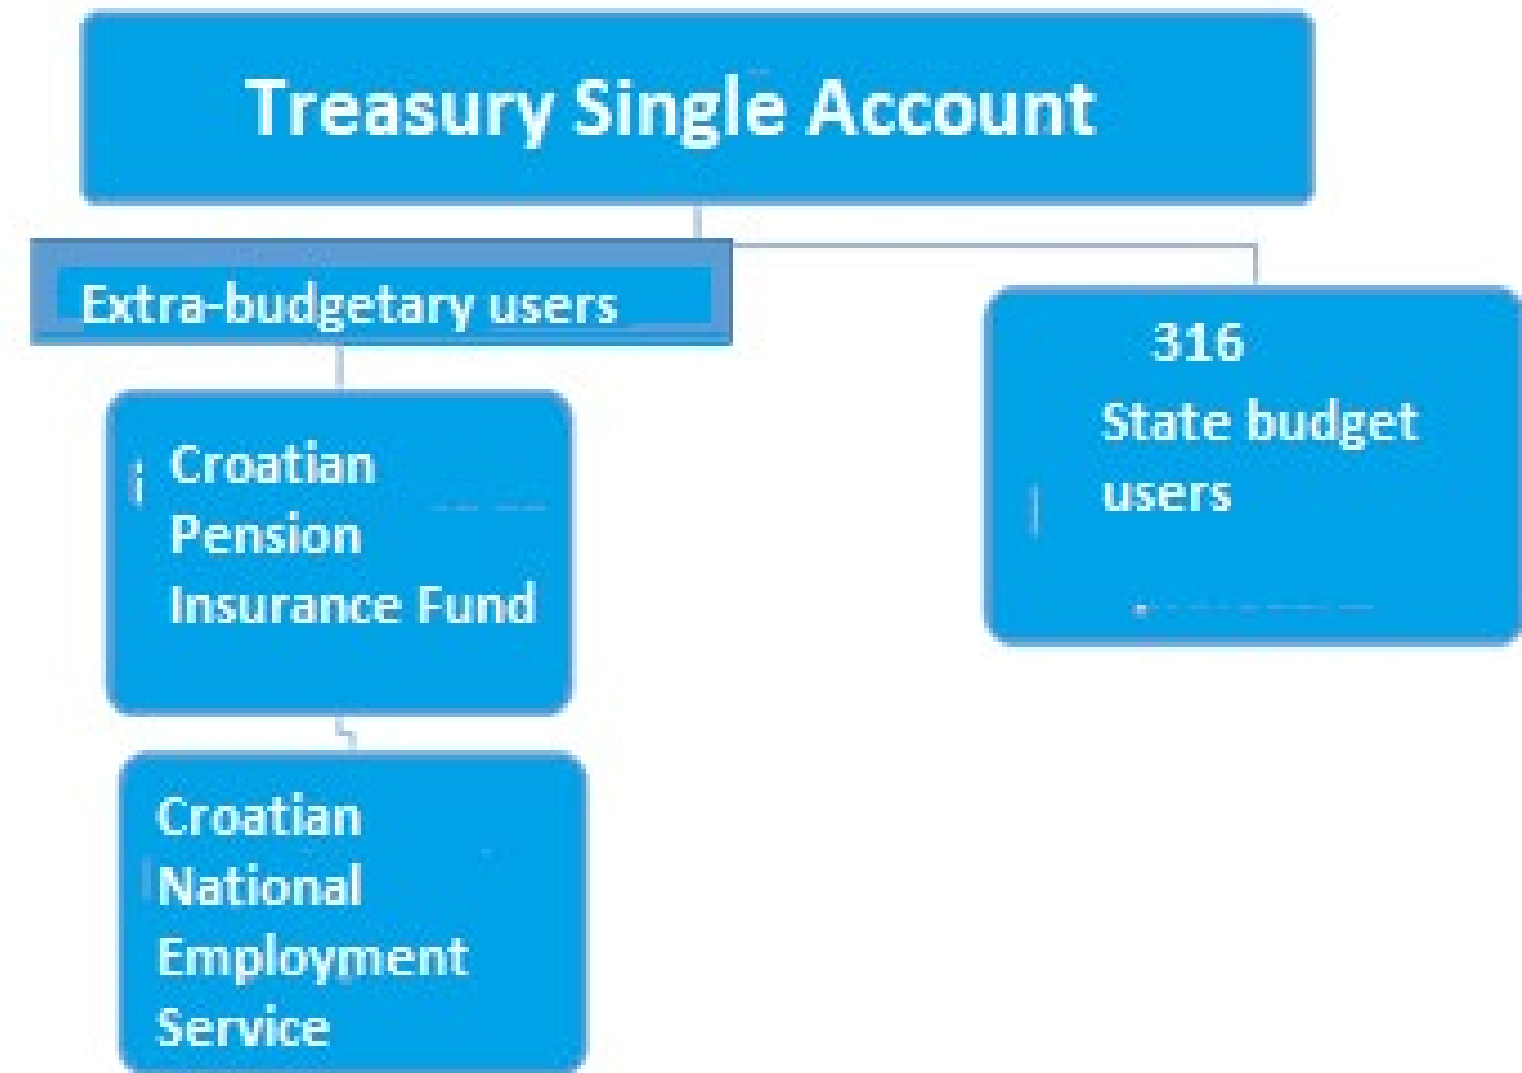 Treasury Single Account
Extra-budgetary users
316
State budget
users
Croatian
Pension
Insurance Fund
Croatian
National
Employment
Service